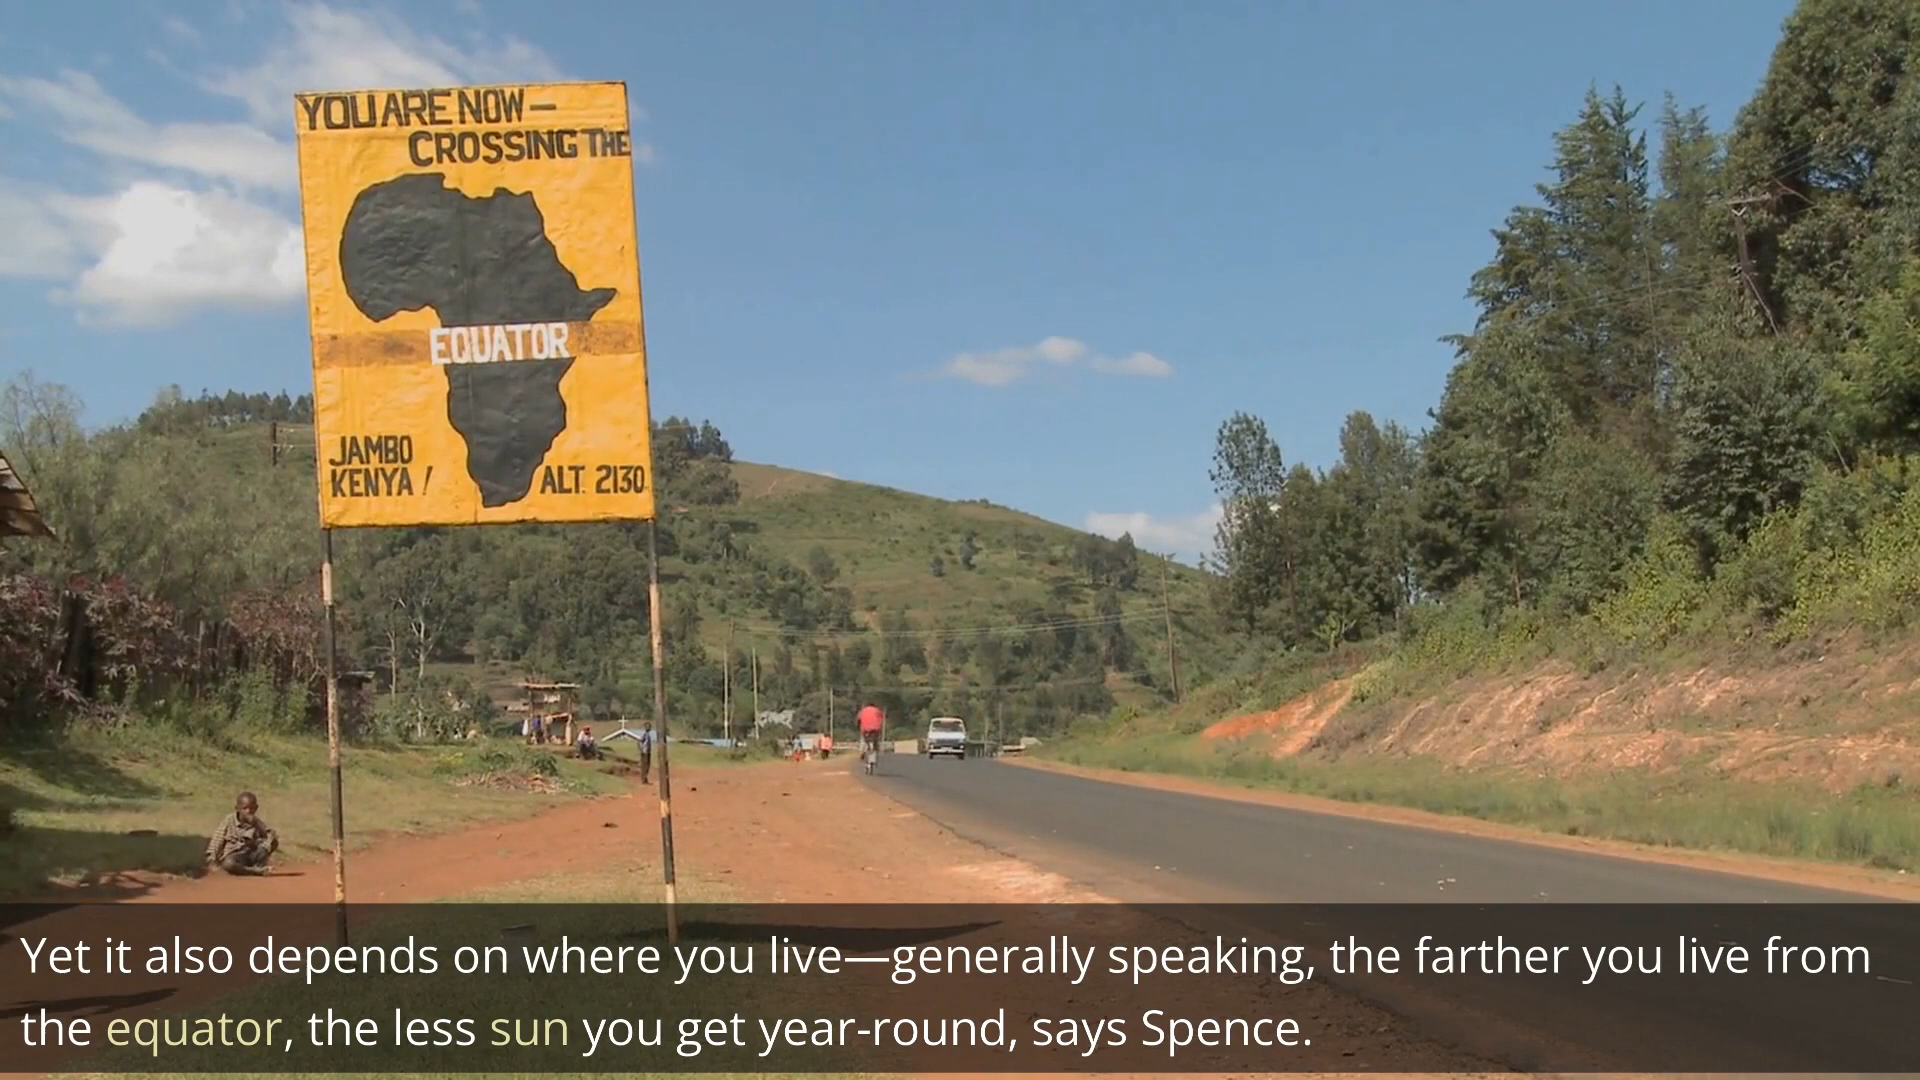 YOU ARE NOW —
CROSSING THE
EQUATOR
JAMBO
KENYA !
ALT. 2130
Yet it also depends on where you live—generally speaking, the farther you live from
the equator, the less sun you get year-round, says Spence.